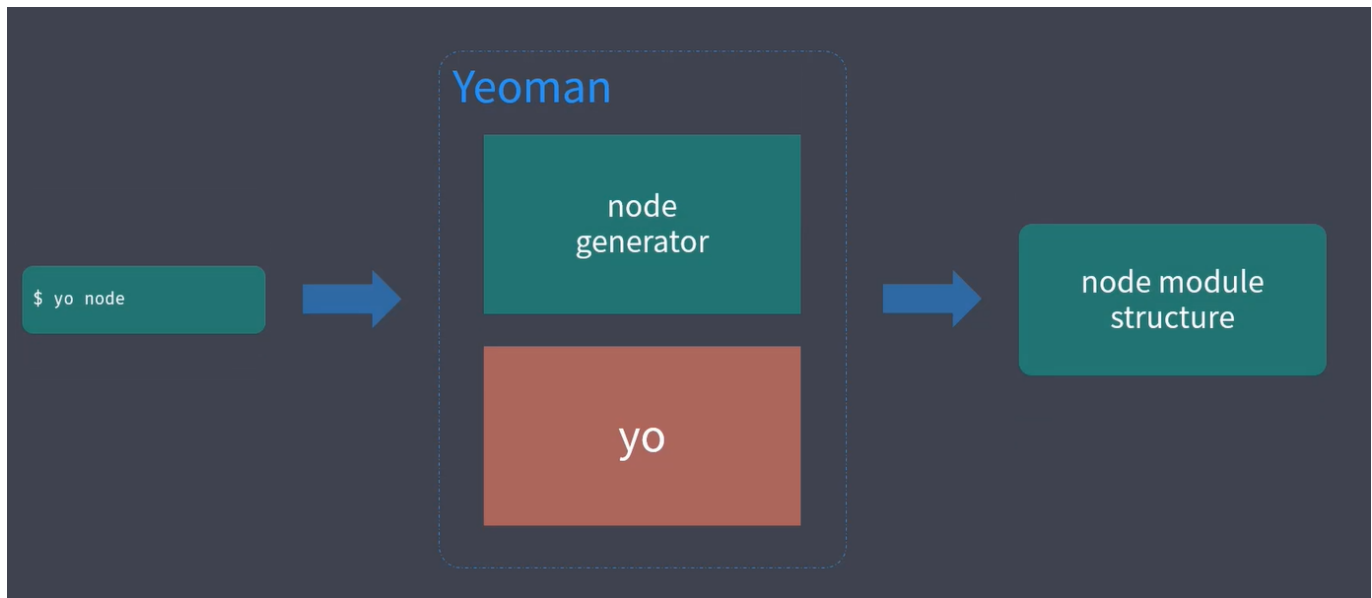 $ yo node
Yeoman
node
generator
yo
node module
structure